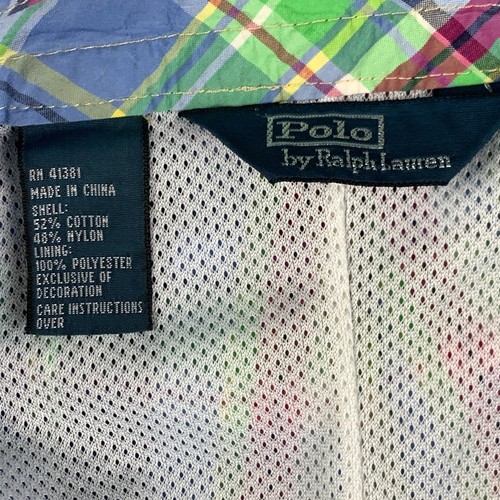 Polo
by Ralph Lauren
RN 41381
MADE IN CHINA
SHELL:
52% COTTON
48% NYLON
LINING:
100% POLYESTER
EXCLUSIVE OF
DECORATION
CARE INSTRUCTIONS
OVER